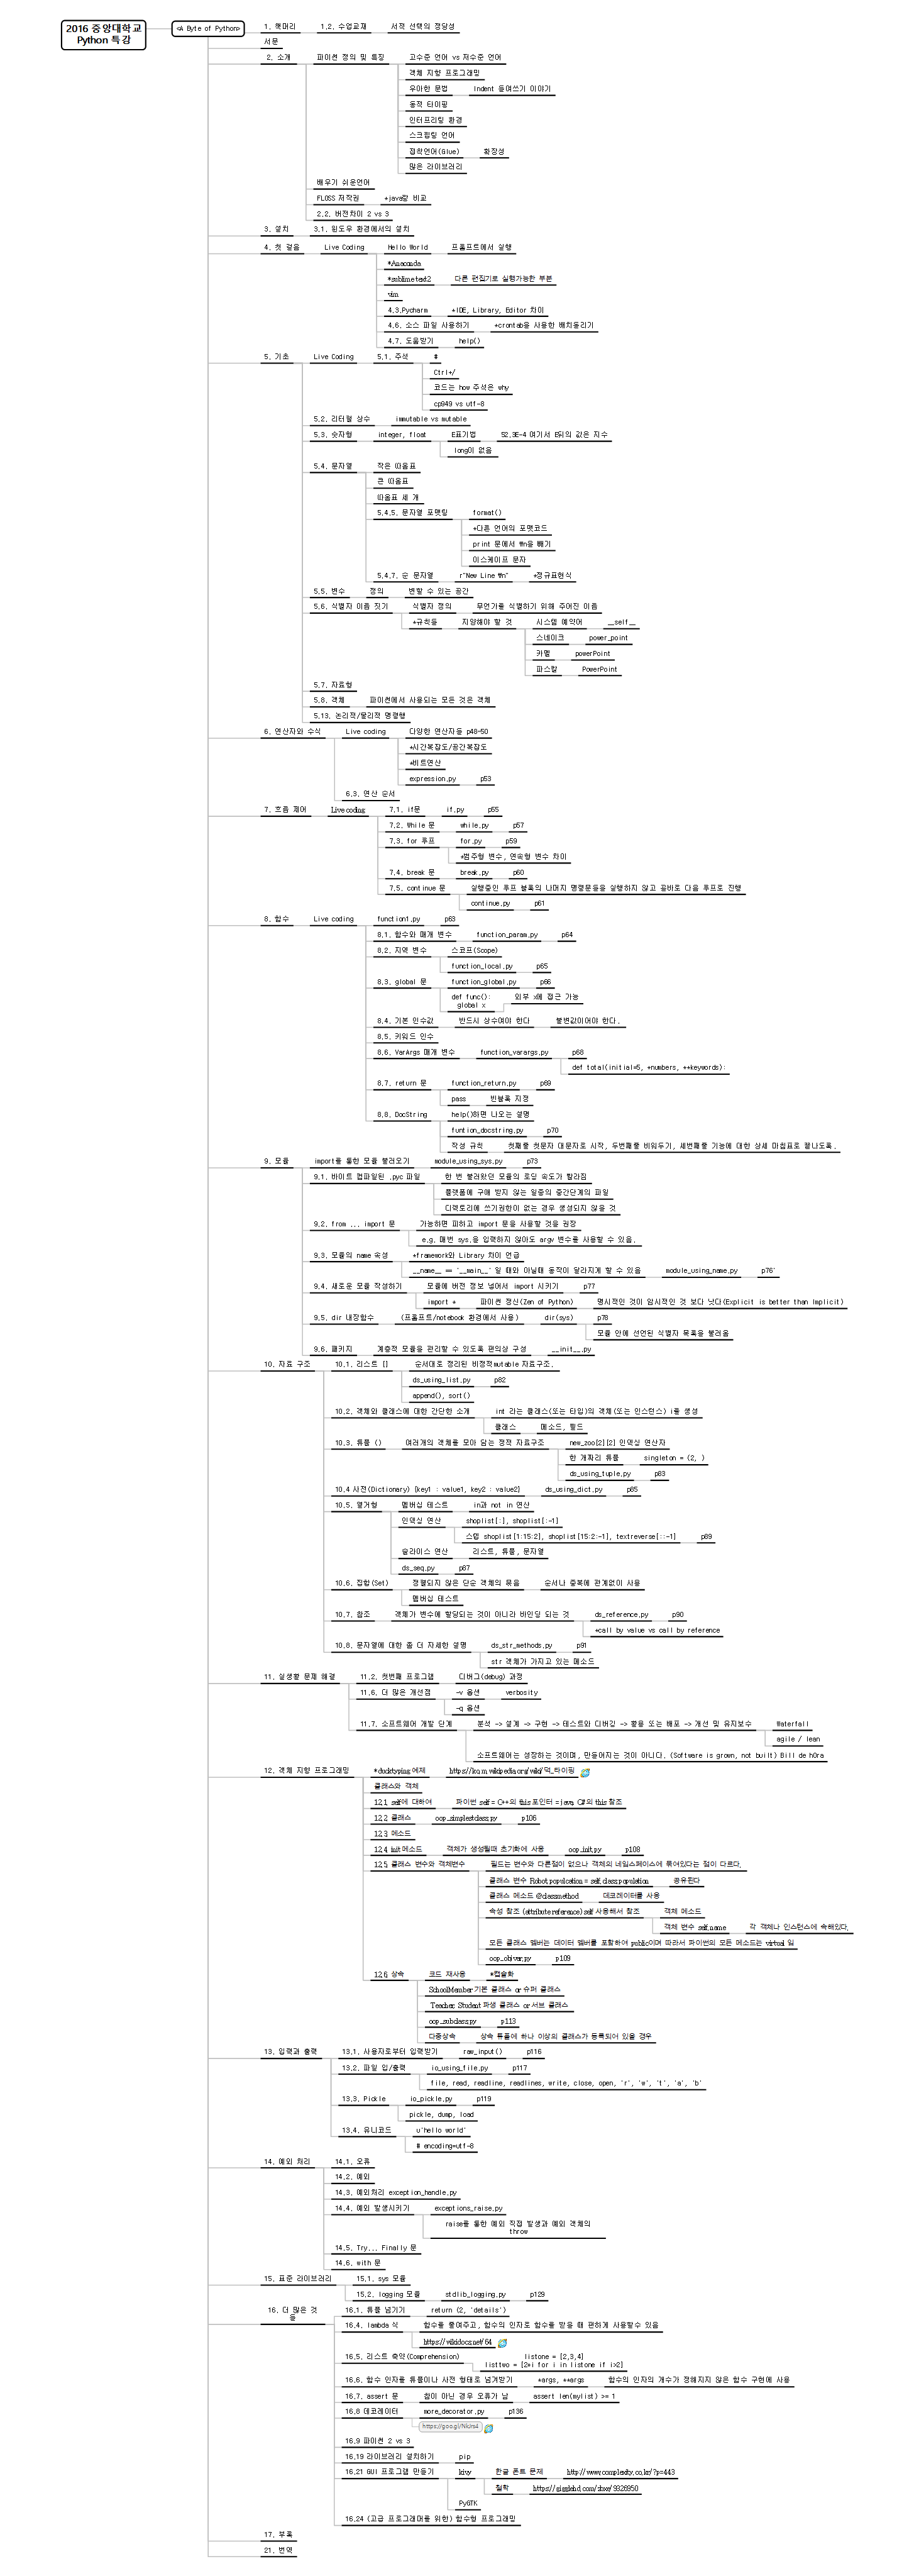 2016 중앙대학교
Python 특강
<A Byte of Python>
1. 머리말
1.2. 수업교재
서적 선택의 정당성
서문
2. 소개
파이썬 정의 및 특징
고수준 언어 vs 저수준 언어
객체 지향 프로그래밍
우아한 문법
Indent 들여쓰기 이야기
동적 타이핑
인터프리팅 환경
스크립팅 언어
접착언어(Glue)
확장성
많은 라이브러리
배우기 쉬운언어
FLOSS 저작권
*java랑 비교
2.2. 버전차이 2 vs 3
3. 설치
3.1. 윈도우 환경에서의 설치
4. 첫 걸음
Live Coding
Hello World
프롬프트에서 실행
*Anaconda
*sublimetext2
다른 편집기로 실행가능한 부분
vim
4.3.Pycharm
*IDE, Library, Editor 차이
4.6. 소스 파일 사용하기
*crontab을 사용한 배치돌리기
4.7. 도움받기
help()
5. 기초
Live Coding
5.1. 주석
#
Ctrl+/
코드는 how 주석은 why
cp949 vs utf-8
5.2. 리터럴 상수
immutable vs mutable
5.3. 숫자형
integer, float
E표기법
52.3E-4 여기서 E뒤의 값은 지수
long이 없음
5.4. 문자열
작은 따옴표
큰 따옴표
따옴표 세 개
5.4.5. 문자열 포맷팅
format()
*다른 언어의 포맷코드
print 문에서 ₩n을 빼기
이스케이프 문자
5.4.7. 순 문자열
r"New Line ₩n"
*정규표현식
5.5. 변수
정의
변할 수 있는 공간
5.6. 식별자 이름 짓기
식별자 정의
무언가를 식별하기 위해 주어진 이름
*규칙들
지양해야 할 것
시스템 예약어
__self__
스네이크
power_point
카멜
powerPoint
파스칼
PowerPoint
5.7. 자료형
5.8. 객체
파이썬에서 사용되는 모든 것은 객체
5.13. 논리적/물리적 명령행
6. 연산자와 수식
Live coding
다양한 연산자들 p48-50
*시간복잡도/공간복잡도
*비트연산
expression.py
p53
6.3. 연산 순서
7. 흐름 제어
Live coding
7.1. if문
if.py
p55
7.2. While 문
while.py
p57
7.3. for 루프
for.py
p59
*범주형 변수, 연속형 변수 차이
7.4. break 문
break.py
p60
7.5. continue 문
실행중인 루프 블록의 나머지 명령문들을 실행하지 않고 곧바로 다음 루프로 진행
continue.py
p61
8. 함수
Live coding
function1.py
p63
8.1. 함수와 매개 변수
function_param.py
p64
8.2. 지역 변수
스코프(Scope)
function_local.py
p65
8.3. global 문
function_global.py
p66
def func():
global x
외부 x에 접근 가능
8.4. 기본 인수값
반드시 상수여야 한다
불변값이어야 한다.
8.5. 키워드 인수
8.6. VarArgs 매개 변수
function_varargs.py
p68
def total(initial=5, *numbers, **keywords):
8.7. return 문
function_return.py
p69
pass
빈블록 지정
8.8. DocString
help()하면 나오는 설명
funtion_docstring.py
p70
작성 규칙
첫째줄 첫문자 대문자로 시작, 두번째줄 비워두기, 세번째줄 기능에 대한 상세 마침표로 끝나도록.
9. 모듈
import를 통한 모듈 불러오기
module_using_sys.py
p73
9.1. 바이트 컴파일된 .pyc 파일
한 번 불러왔던 모듈의 로딩 속도가 빨라짐
플랫폼에 구애 받지 않는 일종의 중간단계의 파일
디렉토리에 쓰기권한이 없는 경우 생성되지 않을 것
9.2. from ... import 문
가능하면 피하고 import 문을 사용할 것을 권장
e.g. 매번 sys.을 입력하지 않아도 argv 변수를 사용할 수 있음.
9.3. 모듈의 name 속성
*framework와 Library 차이 언급
__name__ == '__main__' 일 때와 아닐때 동작이 달라지게 할 수 있음
module_using_name.py
p76'
9.4. 새로운 모듈 작성하기
모듈에 버전 정보 넣어서 import 시키기
p77
import *
파이썬 정신(Zen of Python)
명시적인 것이 암시적인 것 보다 낫다(Explicit is better than Implicit)
9.5. dir 내장함수
(프롬프트/notebook 환경에서 사용)
dir(sys)
p78
모듈 안에 선언된 식별자 목록을 불러옴
9.6. 패키지
계층적 모듈을 관리할 수 있도록 편의상 구성
__init__.py
10. 자료 구조
10.1. 리스트 []
순서대로 정리된 비정적mutable 자료구조.
ds_using_list.py
p82
append(), sort()
10.2. 객체와 클래스에 대한 간단한 소개
int 라는 클래스(또는 타입)의 객체(또는 인스턴스) i를 생성
클래스
메소드, 필드
10.3. 튜플 ()
여러개의 객체를 모아 담는 정적 자료구조
new_zoo[2][2] 인덱싱 연산자
한 개짜리 튜플
singleton = (2, )
ds_using_tuple.py
p83
10.4 사전(Dictionary) {key1 : value1, key2 : value2}
ds_using_dict.py
p85
10.5. 열거형
멤버십 테스트
in과 not in 연산
인덱싱 연산
shoplist[:], shoplist[:-1]
스텝 shoplist[1:15:2], shoplist[15:2:-1], textreverse[::-1]
p89
슬라이스 연산
리스트, 튜플, 문자열
ds_seq.py
p87
10.6. 집합(Set)
정렬되지 않은 단순 객체의 묶음
순서나 중복에 관계없이 사용
멤버십 테스트
10.7. 참조
객체가 변수에 할당되는 것이 아니라 바인딩 되는 것
ds_reference.py
p90
*call by value vs call by reference
10.8. 문자열에 대한 좀 더 자세한 설명
ds_str_methods.py
p91
str 객체가 가지고 있는 메소드
11. 실생활 문제 해결
11.2. 첫번째 프로그램
디버그(debug) 과정
11.6. 더 많은 개선점
-v 옵션
verbosity
-q 옵션
11.7. 소프트웨어 개발 단계
분석 -> 설계 -> 구현 -> 테스트와 디버깅 -> 활용 또는 배포 -> 개선 및 유지보수
Waterfall
agile / lean
소프트웨어는 성장하는 것이며, 만들어지는 것이 아니다. (Software is grown, not built) Bill de hOra
12. 객체 지향 프로그래밍
*ducktyping 예제
https://ko.m.wikipedia.org/wiki/덕_타이핑
클래스와 객체
12.1. self에 대하여
파이썬 self = C++의 this 포인터 = java, C#의 this 참조
12.2. 클래스
oop_simplestclass.py
p106
12.3. 메소드
12.4. init 메소드
객체가 생성될때 초기화에 사용
oop_init.py
p108
12.5. 클래스 변수와 객체변수
필드는 변수와 다른점이 없으나 객체의 네임스페이스에 묶여있다는 점이 다르다.
클래스 변수 Robot.populcation = self._class.population
공유된다
클래스 메소드 @classmethod
데코레이터를 사용
속성 참조 (attribute reference) self 사용해서 참조
객체 메소드
객체 변수 self.name
각 객체나 인스턴스에 속해있다.
모든 클래스 멤버는 데이터 멤버를 포함하여 public이며 따라서 파이썬의 모든 메소드는 virtual 임
oop_objvar.py
p109
12.6. 상속
코드 재사용
*캡슐화
SchoolMember 기본 클래스 or 슈퍼 클래스
Teacher, Student 파생 클래스 or 서브 클래스
oop_subclass.py
p113
다중상속
상속 튜플에 하나 이상의 클래스가 등록되어 있을 경우
13. 입력과 출력
13.1. 사용자로부터 입력받기
raw_input()
p116
13.2. 파일 입/출력
io_using_file.py
p117
file, read, readline, readlines, write, close, open, 'r', 'w', 't', 'a', 'b'
13.3. Pickle
io_pickle.py
p119
pickle, dump, load
13.4. 유니코드
u'hello world'
# encoding=utf-8
14. 예외 처리
14.1. 오류
14.2. 예외
14.3. 예외처리 exception_handle.py
14.4. 예외 발생시키기
exceptions_raise.py
raise를 통한 예외 직접 발생과 예외 객체의
throw
14.5. Try... Finally 문
14.6. with 문
15. 표준 라이브러리
15.1. sys 모듈
15.2. logging 모듈
stdlib_logging.py
p129
16. 더 많은 것
들
16.1. 튜플 넘기기
return (2, 'details')
16.4. lambda 식
함수를 줄여주고, 함수의 인자로 함수를 받을 때 편하게 사용할수 있음
https://wikidocs.net/64
16.5. 리스트 축약(Comprehension)
listone = [2,3,4]
listtwo = [2*i for i in listone if i>2]
16.6. 함수 인자를 튜플이나 사전 형태로 넘겨받기
*args, **args
함수의 인자의 개수가 정해지지 않은 함수 구현에 사용
16.7. assert 문
참이 아닌 경우 오류가 남
assert len(mylist) >= 1
16.8 데코레이터
more_decorator.py
p136
16.9 파이썬 2 vs 3
16.19 라이브러리 설치하기
pip
16.21 GUI 프로그램 만들기
kivy
한글 폰트 문제
http://www.complexity.co.kr/?p=443
철학
https://gigglehd.com/zbxe/9326950
PyGTK
16.24 (고급 프로그래머를 위한) 함수형 프로그래밍
17. 부록
21. 번역